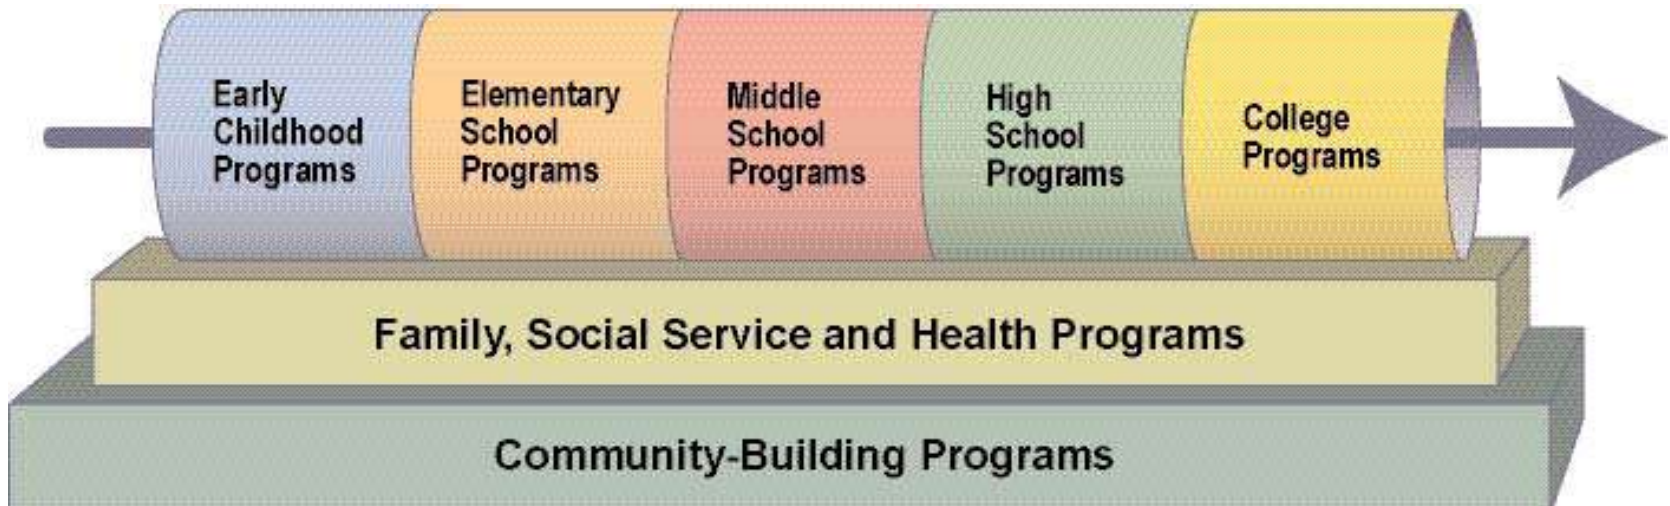 Early
Childhood
Programs
Elementary
School
Programs
Middle
School
Programs
High
School
Programs
College
Programs
Family, Social Service and Health Programs
Community-Building Programs